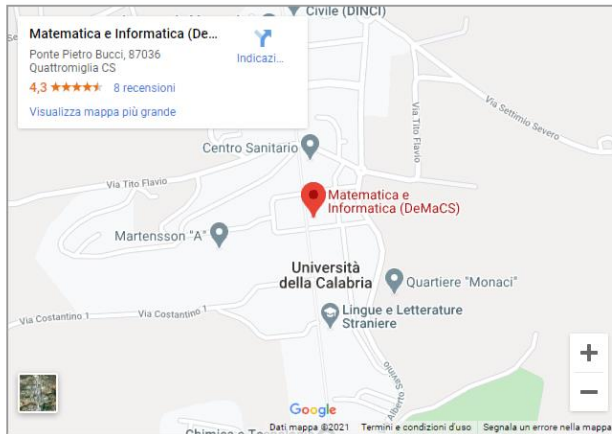 Civile (DINCI)
Matematica e Informatica (De...
Ponte Pietro Bucci, 87036
Quattromiglia CS
Indicazi...
4,3 8 recensioni
Visualizza mappa più grande
Via Tito Flavio
Via Settimio Severo
Centro Sanitario
Via Tito Flavio
Matematica e
Informatica (DeMaCS)
Martensson "A"
Università
della Calabria
Quartiere "Monaci"
Via Costantino 1
Via Costantino 1
Lingue e Letterature
Straniere
Alberto Savinio
Google
Dati mappa ©2021 Termini e condizioni d'uso Segnala un errore nella mappa